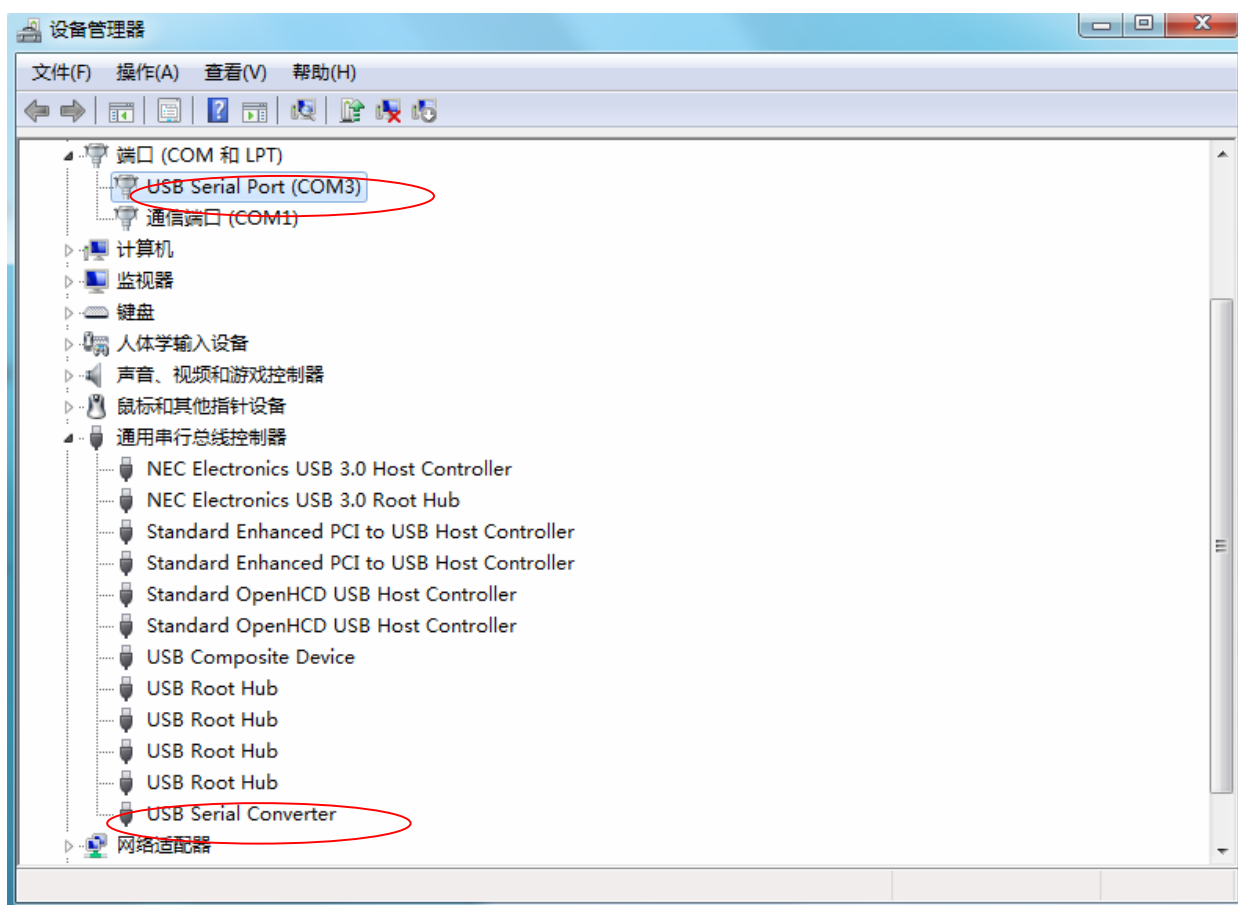 设备管理器
文件(F) 操作(A) 查看(V) 帮助(H)
端口 (COM 和 LPT)
USB Serial Port (COM3)
通信端口 (COM1)
计算机
监视器
键盘
人体学输入设备
声音、视频和游戏控制器
鼠标和其他指针设备
通用串行总线控制器
NEC Electronics USB 3.0 Host Controller
NEC Electronics USB 3.0 Root Hub
Standard Enhanced PCI to USB Host Controller
Standard Enhanced PCI to USB Host Controller
Standard OpenHCD USB Host Controller
Standard OpenHCD USB Host Controller
USB Composite Device
USB Root Hub
USB Root Hub
USB Root Hub
USB Root Hub
USB Serial Converter
网络适配器